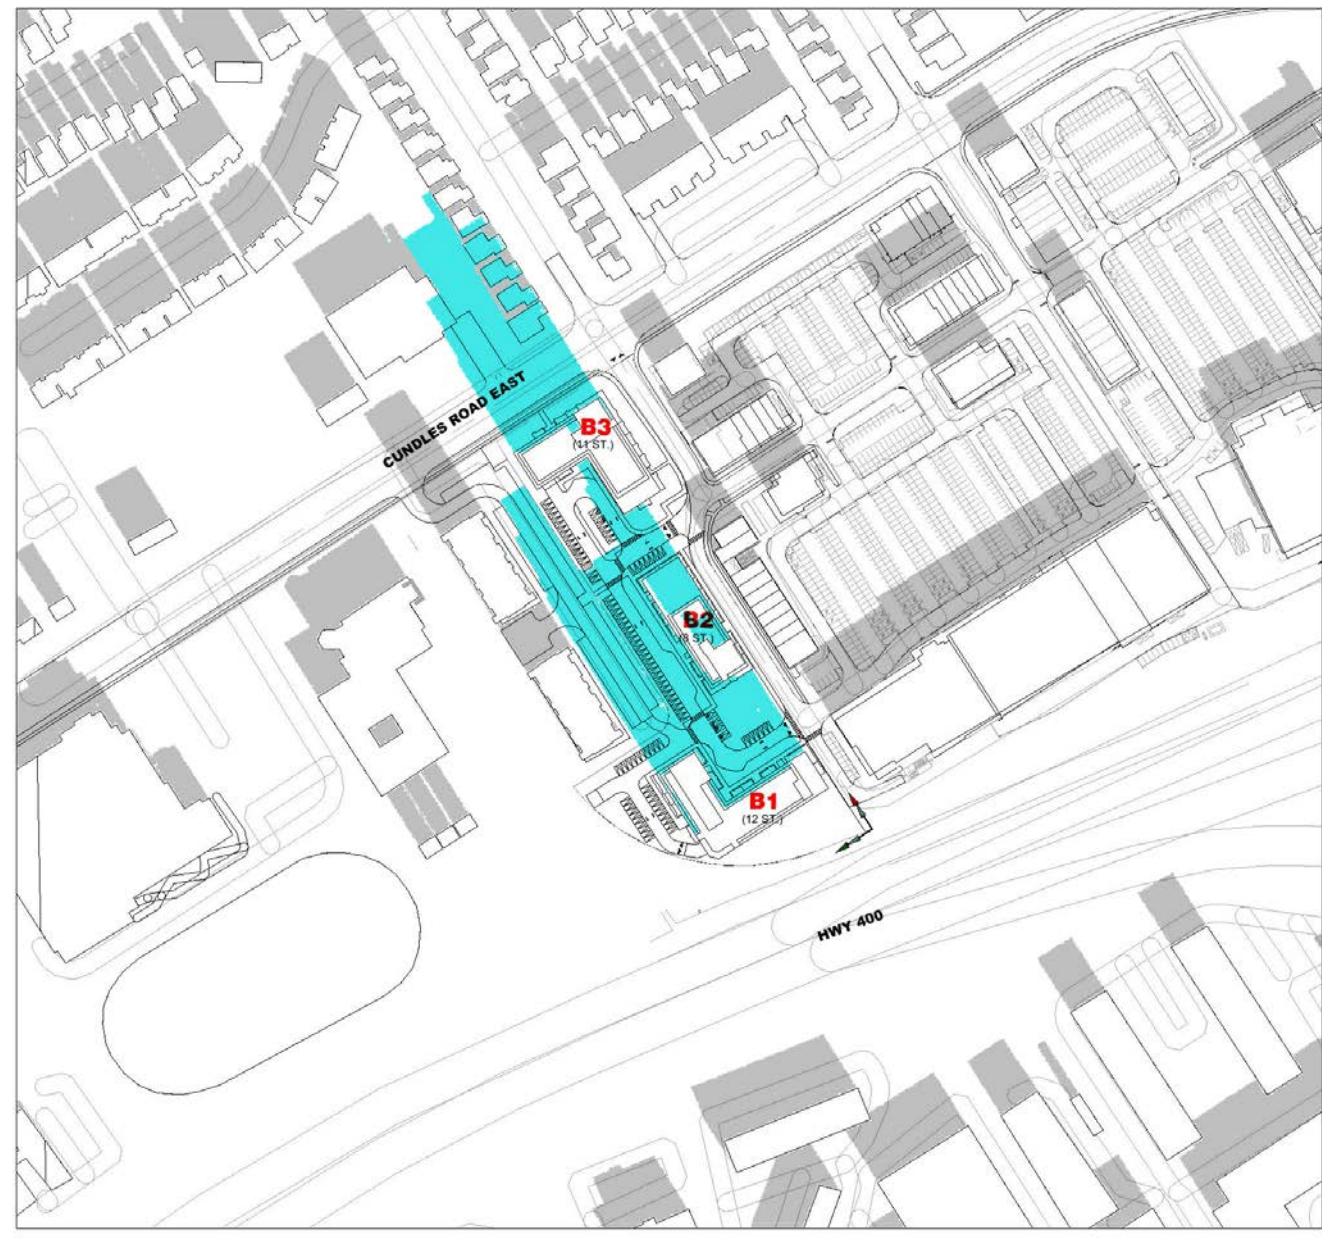 CUNDLES ROAD EAST
B3
(11 ST.)
B2
(8 ST.)
B1
(12 ST.)
HWY 400